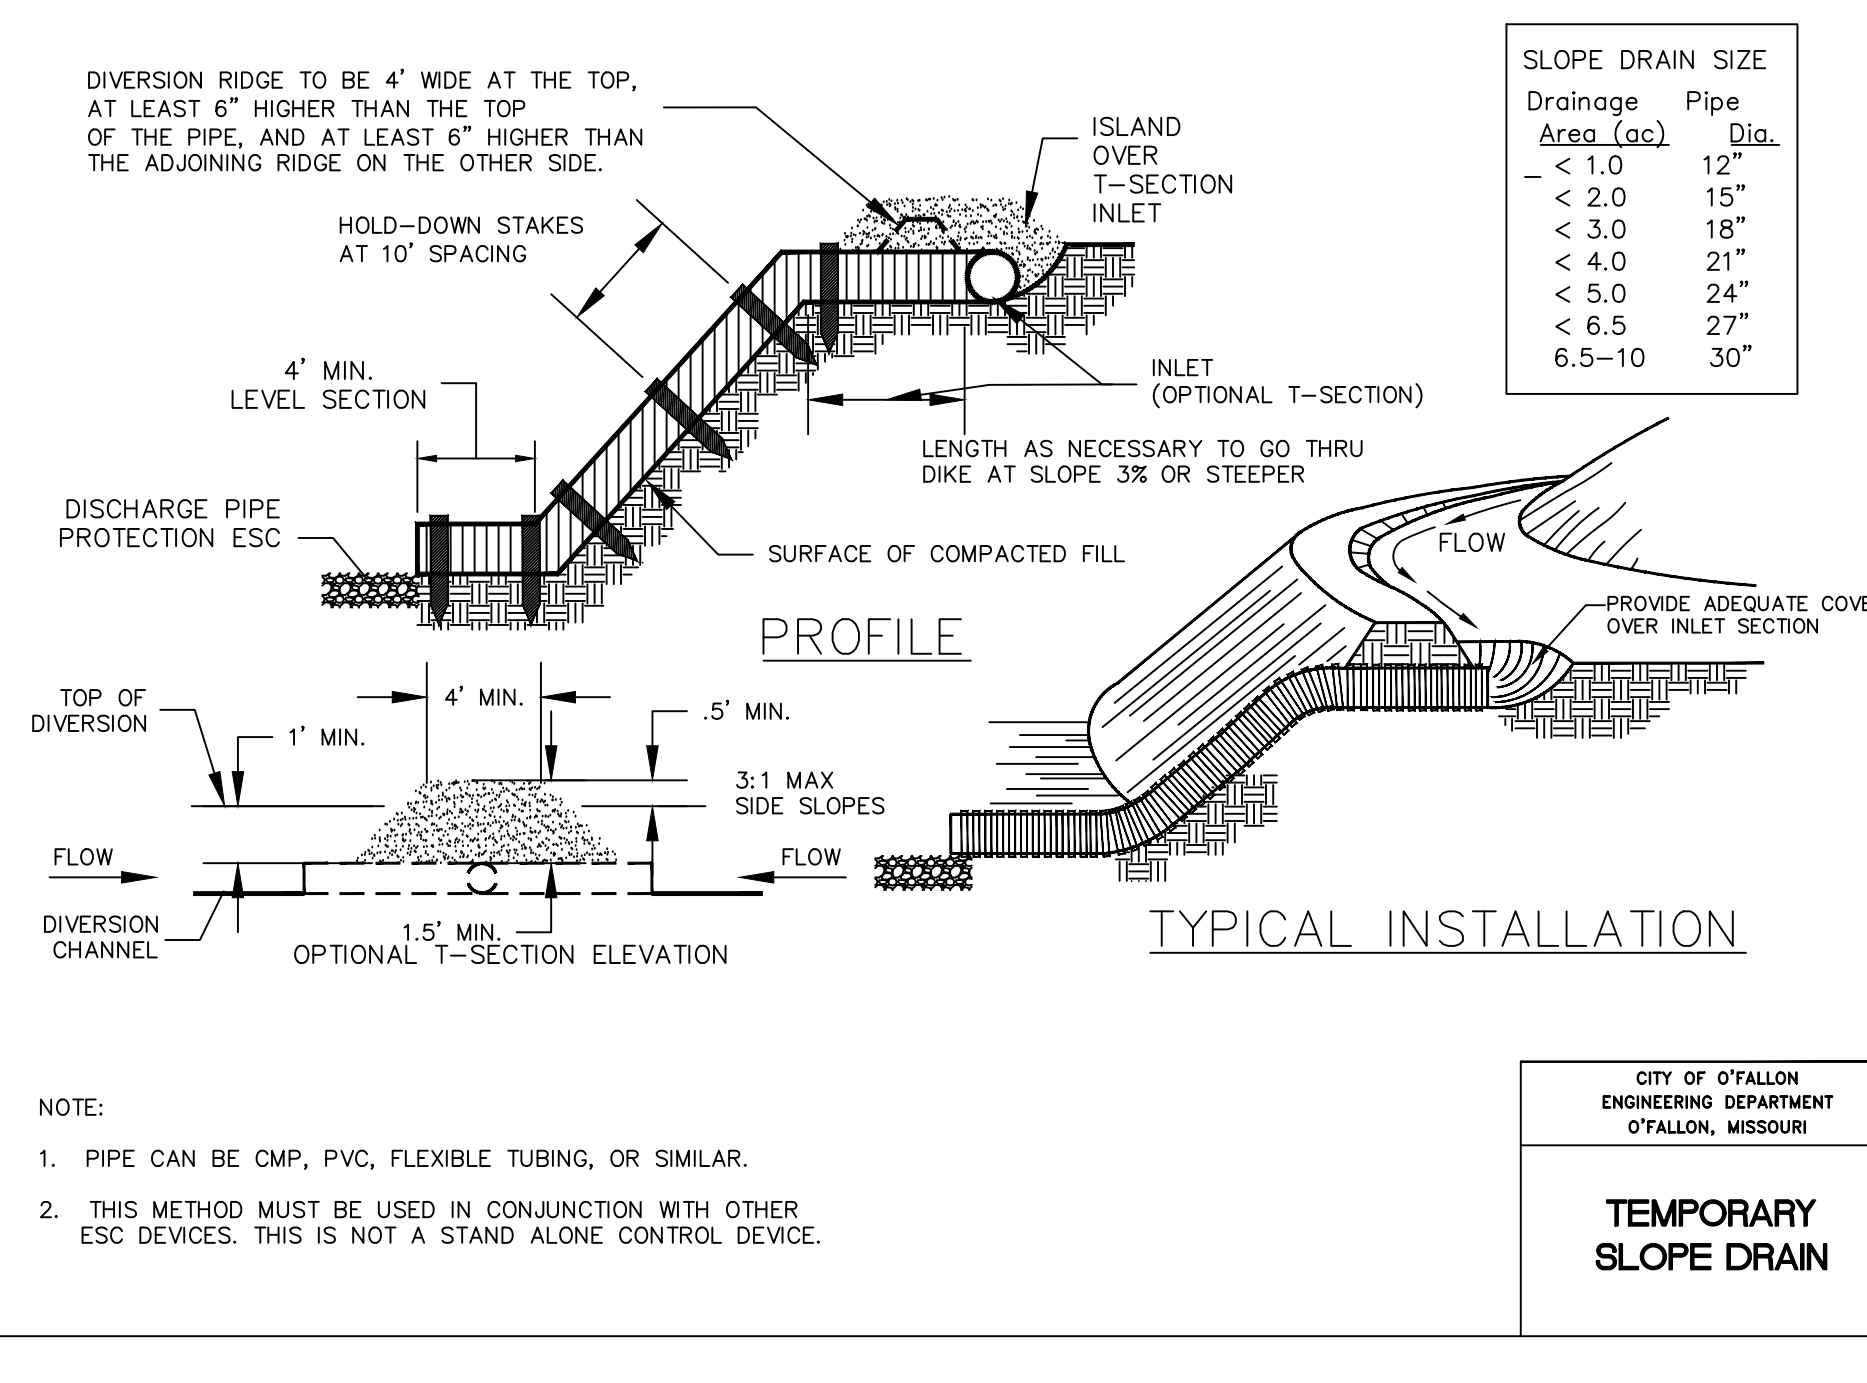 DIVERSION RIDGE TO BE 4' WIDE AT THE TOP,
AT LEAST 6” HIGHER THAN THE TOP
OF THE PIPE, AND AT LEAST 6” HIGHER THAN
THE ADJOINING RIDGE ON THE OTHER SIDE.
HOLD–DOWN STAKES
AT 10' SPACING
ISLAND
OVER
T–SECTION
INLET
4' MIN.
LEVEL SECTION
INLET
(OPTIONAL T–SECTION)
LENGTH AS NECESSARY TO GO THRU
DIKE AT SLOPE 3% OR STEEPER
DISCHARGE PIPE
PROTECTION ESC
SURFACE OF COMPACTED FILL
PROFILE
SLOPE DRAIN SIZE
Drainage Pipe
Area (ac) Dia.
_ < 1.0 12”
< 2.0 15”
< 3.0 18”
< 4.0 21”
< 5.0 24”
< 6.5 27”
6.5–10 30”
FLOW
PROVIDE ADEQUATE COVE
OVER INLET SECTION
TYPICAL INSTALLATION
TOP OF
DIVERSION
4' MIN.
.5' MIN.
1' MIN.
3:1 MAX
SIDE SLOPES
FLOW
FLOW
DIVERSION
CHANNEL
1.5' MIN.
OPTIONAL T–SECTION ELEVATION
NOTE:
1. PIPE CAN BE CMP, PVC, FLEXIBLE TUBING, OR SIMILAR.
2. THIS METHOD MUST BE USED IN CONJUNCTION WITH OTHER
ESC DEVICES. THIS IS NOT A STAND ALONE CONTROL DEVICE.
CITY OF O'FALLON
ENGINEERING DEPARTMENT
O'FALLON, MISSOURI
TEMPORARY
SLOPE DRAIN